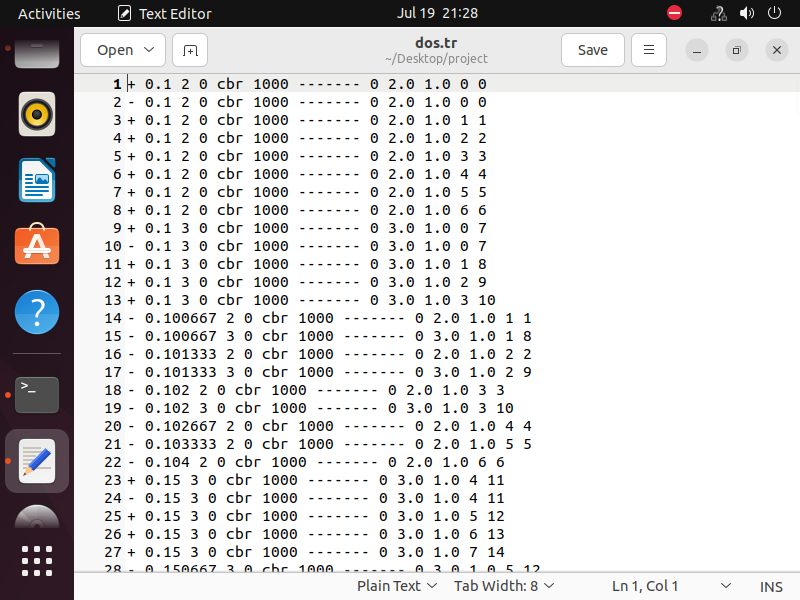 Activities Text Editor Jul 19 21:28
Open dos.tr Save
~/Desktop/project
1 + 0.1 2 0 cbr 1000 ------- 0 2.0 1.0 0 0
2 - 0.1 2 0 cbr 1000 ------- 0 2.0 1.0 0 0
3 + 0.1 2 0 cbr 1000 ------- 0 2.0 1.0 1 1
4 + 0.1 2 0 cbr 1000 ------- 0 2.0 1.0 2 2
5 + 0.1 2 0 cbr 1000 ------- 0 2.0 1.0 3 3
6 + 0.1 2 0 cbr 1000 ------- 0 2.0 1.0 4 4
7 + 0.1 2 0 cbr 1000 ------- 0 2.0 1.0 5 5
8 + 0.1 2 0 cbr 1000 ------- 0 2.0 1.0 6 6
9 + 0.1 3 0 cbr 1000 ------- 0 3.0 1.0 0 7
10 - 0.1 3 0 cbr 1000 ------- 0 3.0 1.0 0 7
11 + 0.1 3 0 cbr 1000 ------- 0 3.0 1.0 1 8
12 + 0.1 3 0 cbr 1000 ------- 0 3.0 1.0 2 9
13 + 0.1 3 0 cbr 1000 ------- 0 3.0 1.0 3 10
14 - 0.100667 2 0 cbr 1000 ------- 0 2.0 1.0 1 1
15 - 0.100667 3 0 cbr 1000 ------- 0 3.0 1.0 1 8
16 - 0.101333 2 0 cbr 1000 ------- 0 2.0 1.0 2 2
17 - 0.101333 3 0 cbr 1000 ------- 0 3.0 1.0 2 9
18 - 0.102 2 0 cbr 1000 ------- 0 2.0 1.0 3 3
19 - 0.102 3 0 cbr 1000 ------- 0 3.0 1.0 3 10
20 - 0.102667 2 0 cbr 1000 ------- 0 2.0 1.0 4 4
21 - 0.103333 2 0 cbr 1000 ------- 0 2.0 1.0 5 5
22 - 0.104 2 0 cbr 1000 ------- 0 2.0 1.0 6 6
23 + 0.15 3 0 cbr 1000 ------- 0 3.0 1.0 4 11
24 - 0.15 3 0 cbr 1000 ------- 0 3.0 1.0 4 11
25 + 0.15 3 0 cbr 1000 ------- 0 3.0 1.0 5 12
26 + 0.15 3 0 cbr 1000 ------- 0 3.0 1.0 6 13
27 + 0.15 3 0 cbr 1000 ------- 0 3.0 1.0 7 14
28 - 0.150667 3 0 cbr 1000 ------- 0 3.0 1.0 5 12
Plain Text Tab Width: 8 Ln 1, Col 1 INS